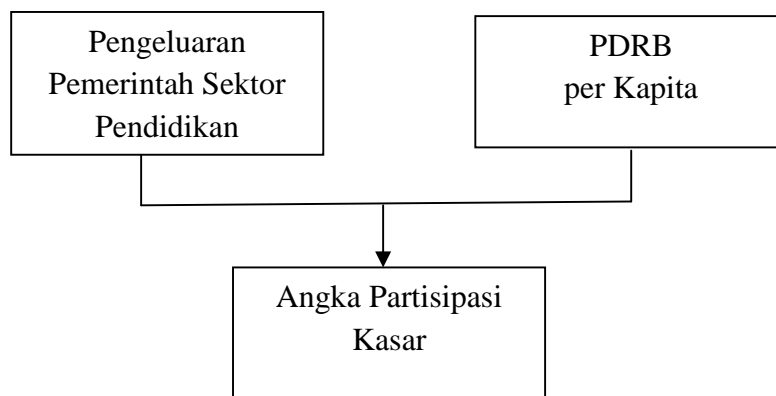 Pengeluaran
Pemerintah Sektor
Pendidikan
PDRB
per Kapita
Angka Partisipasi
Kasar